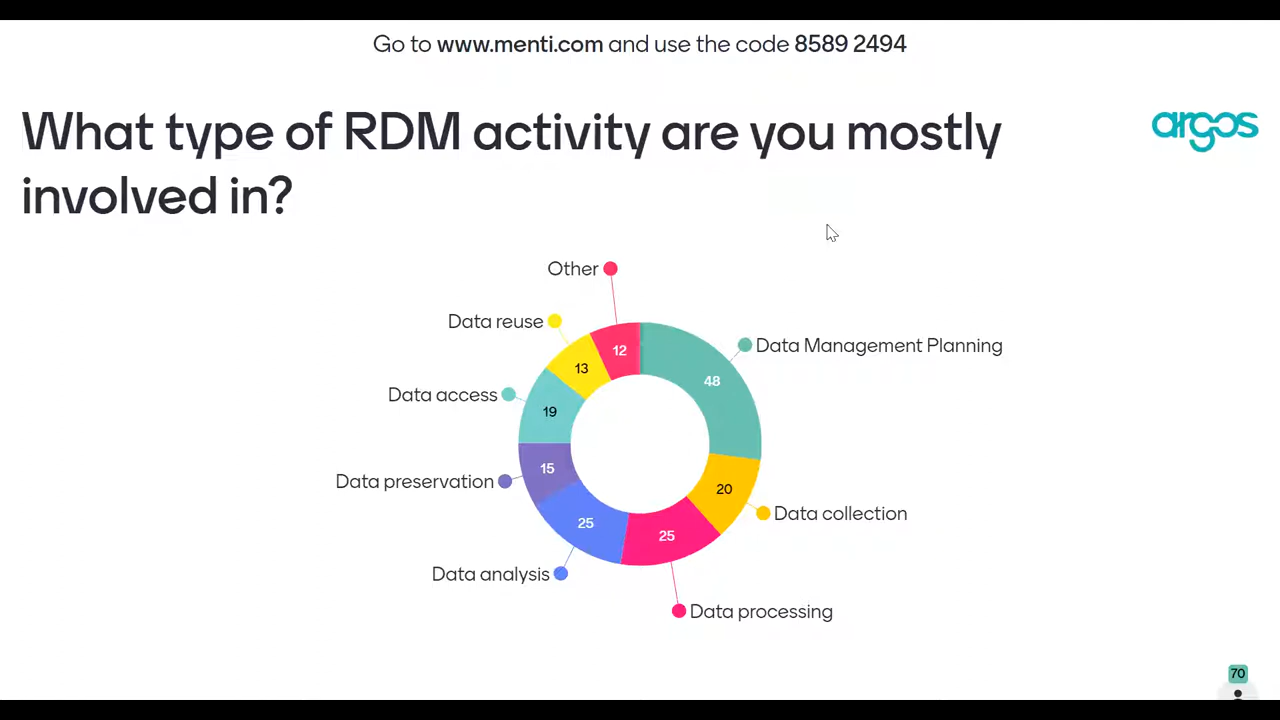 Go to www.menti.com and use the code 8589 2494
What type of RDM activity are you mostly
involved in?
argos
Other
Data reuse
Data Management Planning
Data access
Data preservation
Data collection
Data analysis
Data processing
12
13
48
19
15
20
25
25
70